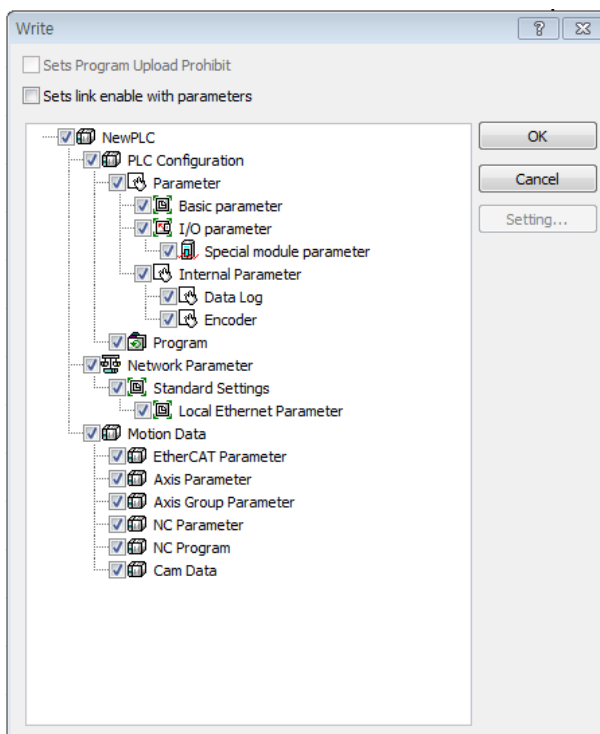 Write
Sets Program Upload Prohibit
Sets link enable with parameters
NewPLC
PLC Configuration
Parameter
Basic parameter
I/O parameter
Special module parameter
Internal Parameter
Data Log
Encoder
Program
Network Parameter
Standard Settings
Local Ethernet Parameter
Motion Data
EtherCAT Parameter
Axis Parameter
Axis Group Parameter
NC Parameter
NC Program
Cam Data
OK
Cancel
Setting...